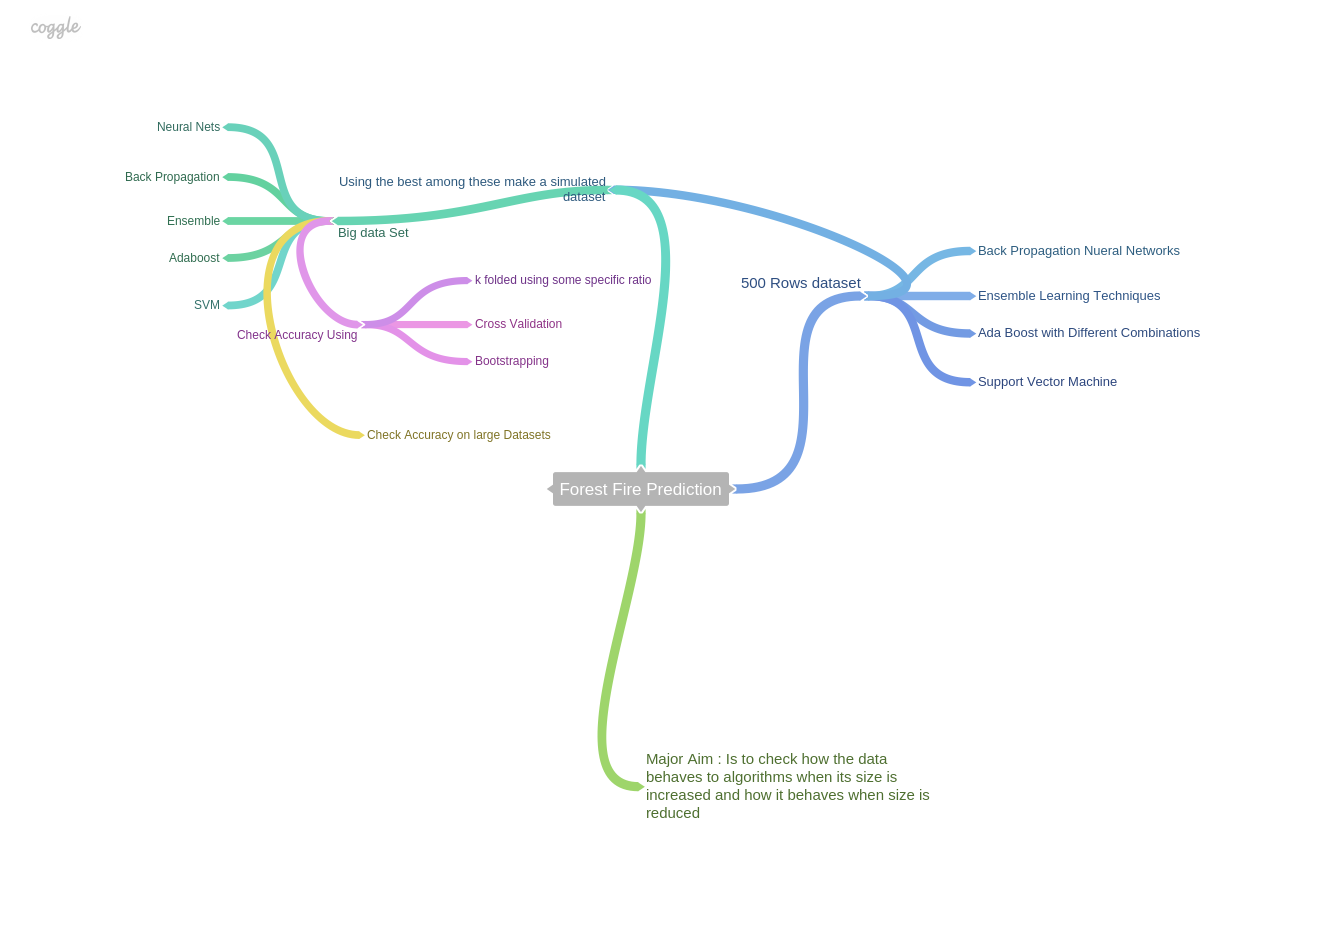 coggle
Neural Nets
Back Propagation
Ensemble
Adaboost
SVM
Using the best among these make a simulated
dataset
Big data Set
k folded using some specific ratio
Check Accuracy Using
Cross Validation
Bootstrapping
Check Accuracy on large Datasets
500 Rows dataset
Back Propagation Nueral Networks
Ensemble Learning Techniques
Ada Boost with Different Combinations
Support Vector Machine
Forest Fire Prediction
Major Aim : Is to check how the data
behaves to algorithms when its size is
increased and how it behaves when size is
reduced